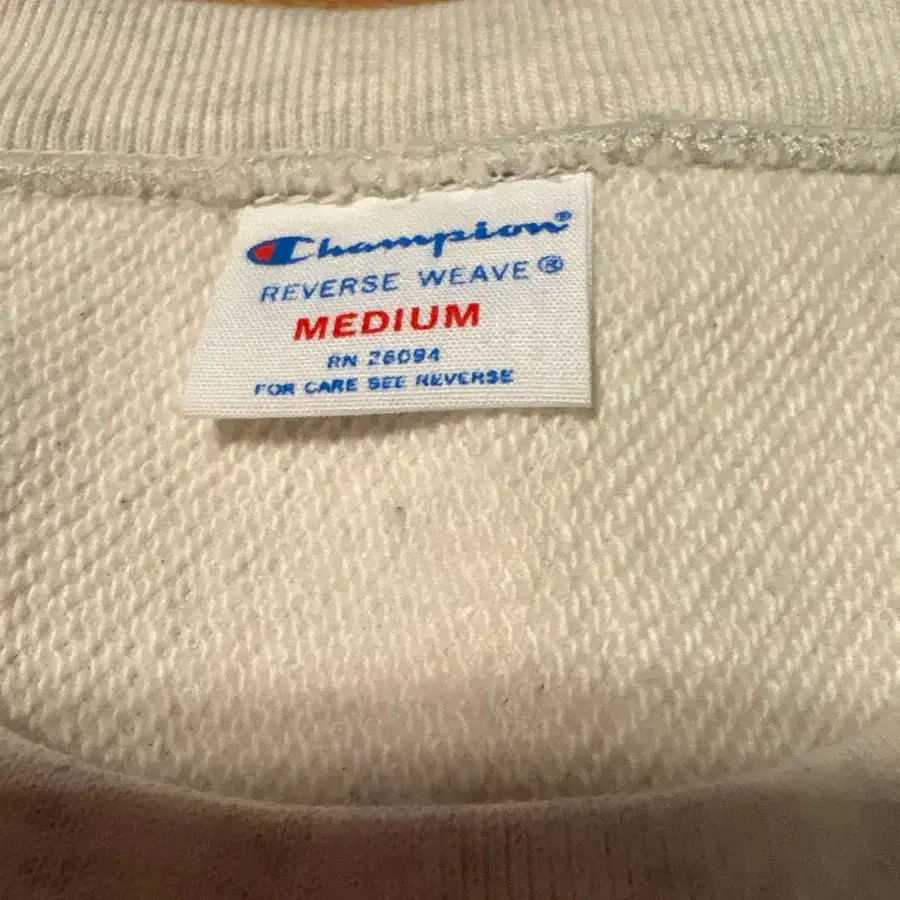 Champion®
REVERSE WEAVE®
MEDIUM
RN 26094
FOR CARE SEE REVERSE